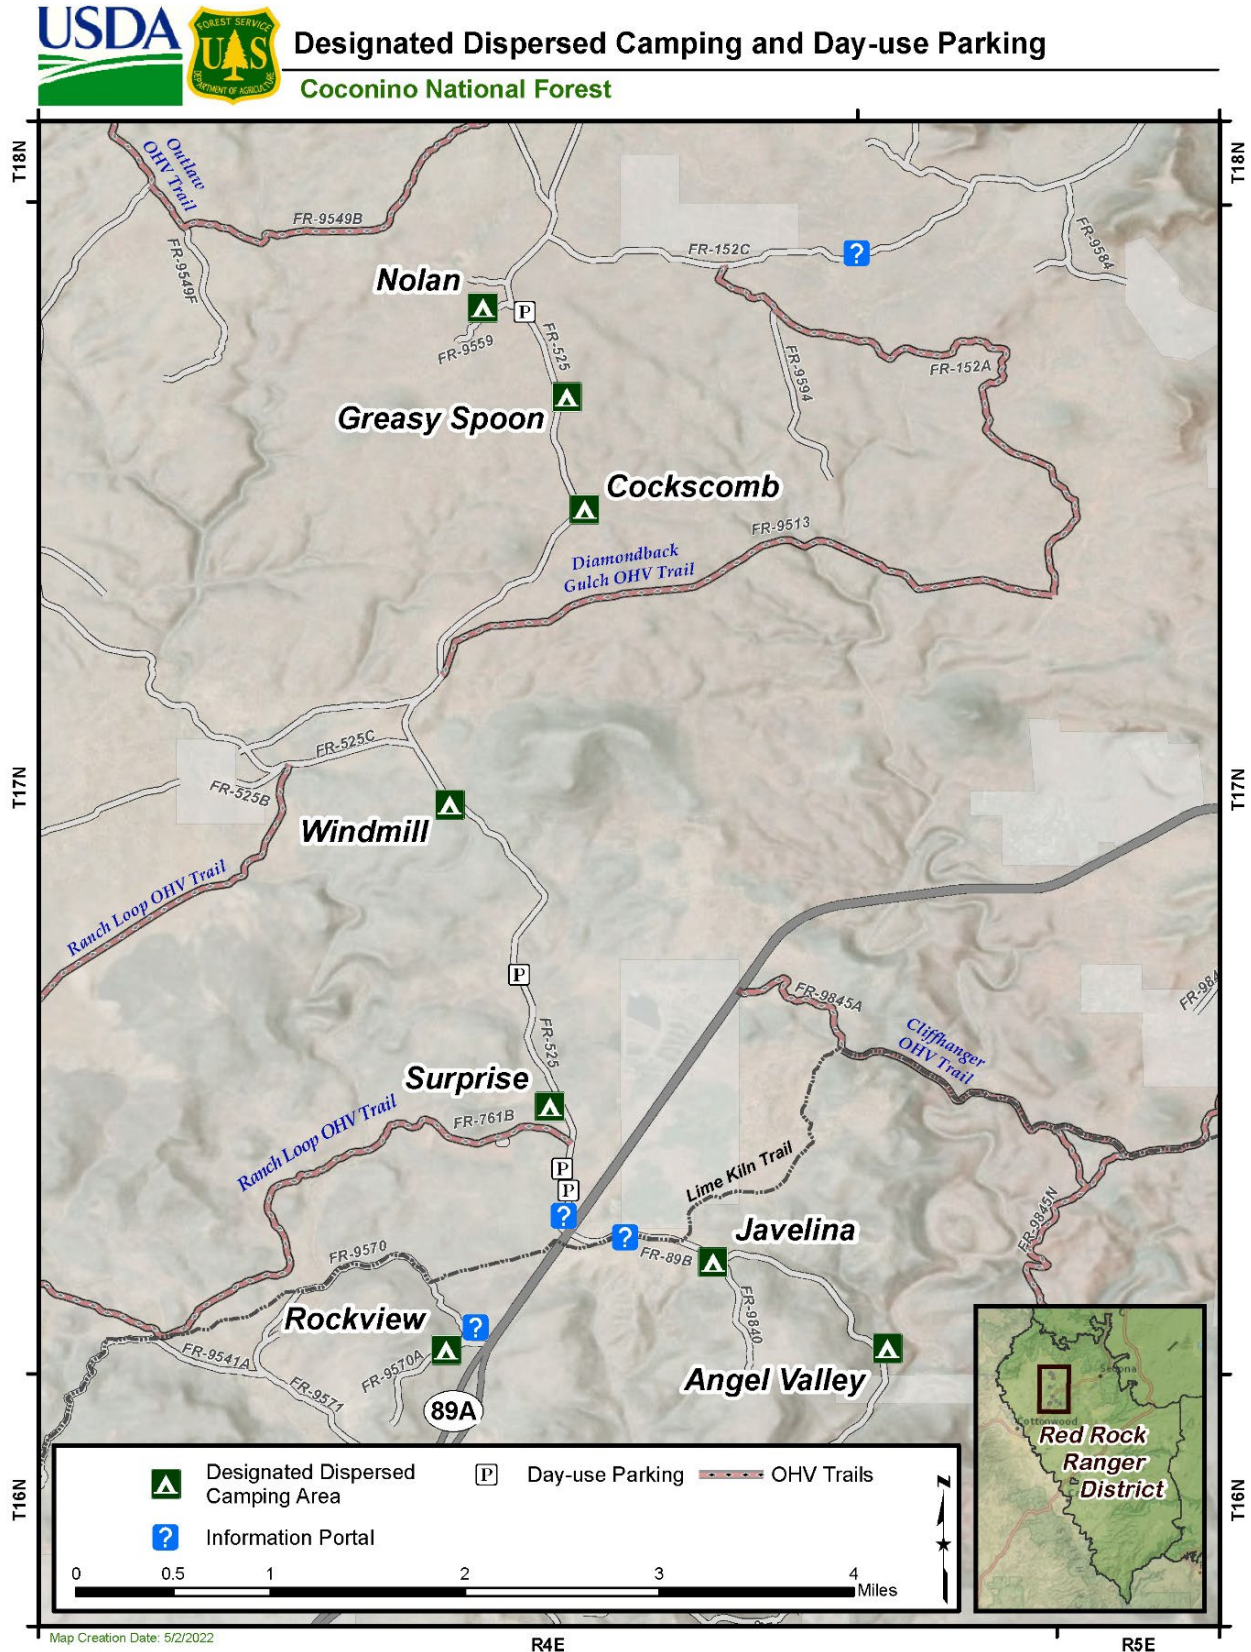 USDA
FOREST SERVICE
U S
DEPARTMENT OF AGRICULTURE
Designated Dispersed Camping and Day-use Parking
Coconino National Forest
T18N
T18N
Outlaw
OHV Trail
FR-9549B
FR-9549F
FR-152C
?
FR-9584
Nolan
P
FR-9559
FR-525
FR-9594
FR-152A
Greasy Spoon
Cockscomb
FR-9513
Diamondback
Gulch OHV Trail
FR-525C
FR-525B
T17N
T17N
Windmill
Ranch Loop OHV Trail
P
FR-9845A
FR-984
FR-525
Cliffhanger
OHV Trail
Surprise
FR-761B
Ranch Loop OHV Trail
P
P
?
Lime Kiln Trail
?
Javelina
FR-89B
FR-9845N
FR-9570
FR-9840
Rockview
?
FR-9541A
FR-9570A
FR-9571
Angel Valley
89A
Sedona
Cottonwood
Red Rock
Ranger
District
Designated Dispersed
Camping Area
P
Day-use Parking
OHV Trails
?
Information Portal
N
0
0.5
1
2
3
4
Miles
T16N
T16N
Map Creation Date: 5/2/2022
R4E
R5E